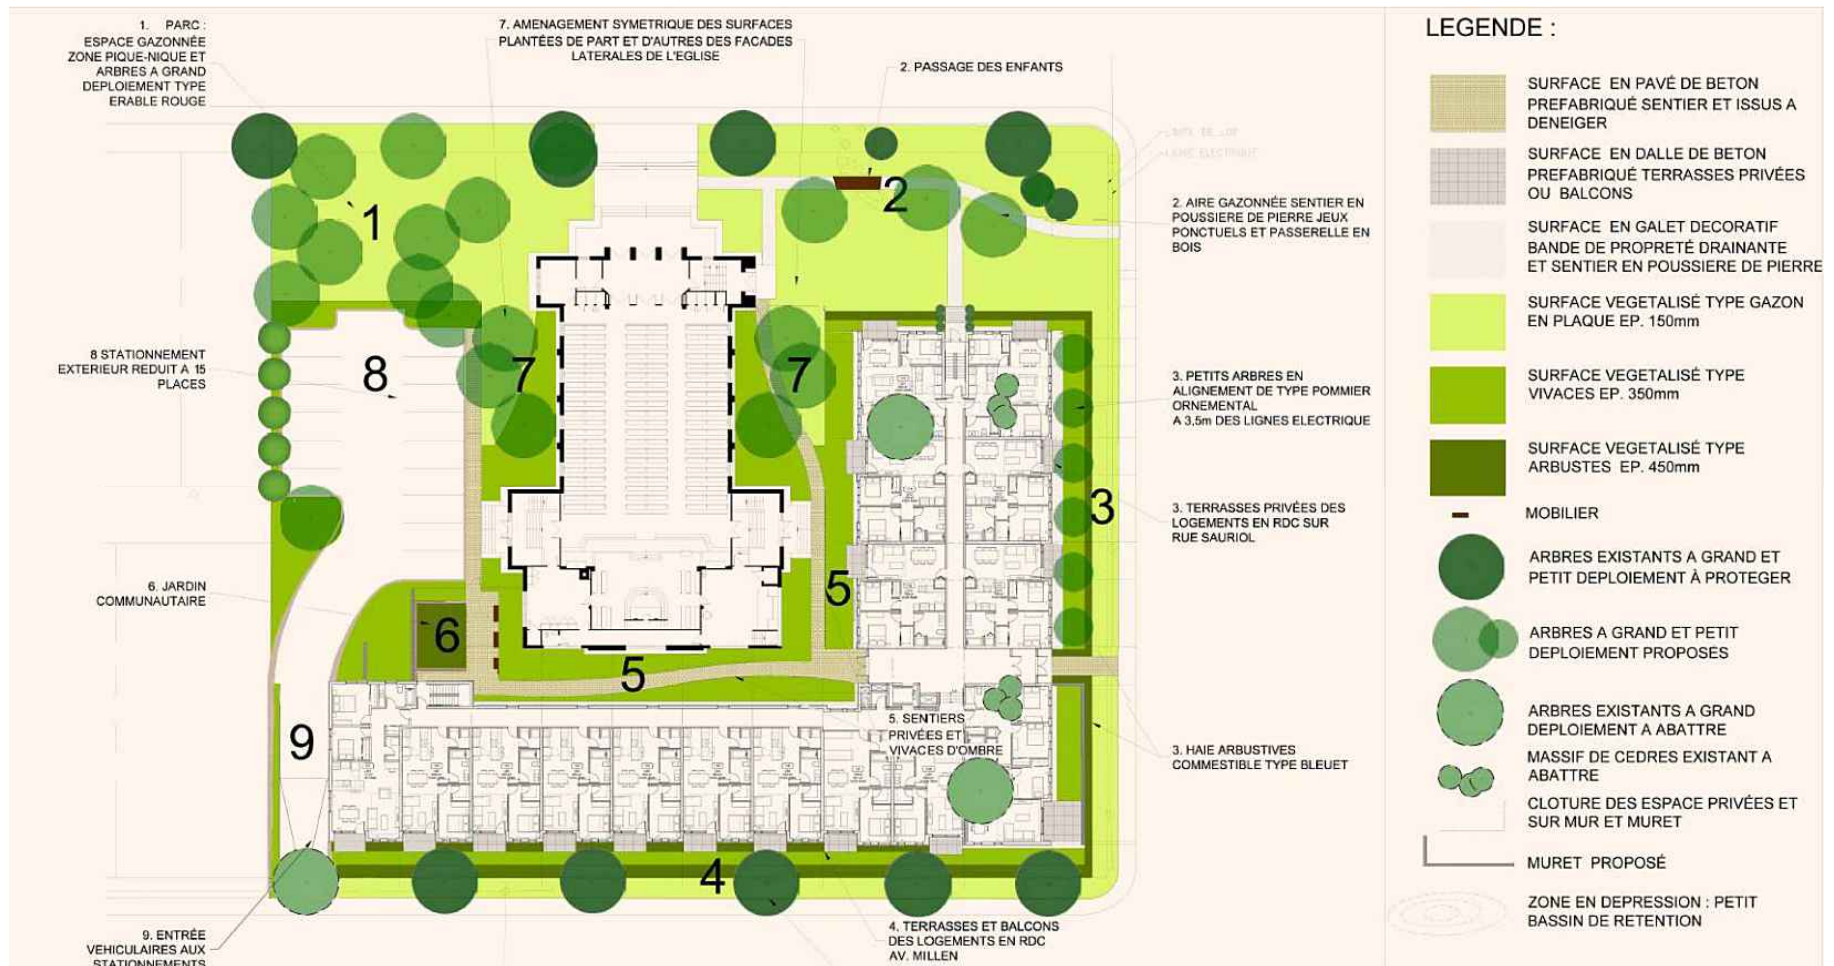 1. PARC :
ESPACE GAZONNÉE
ZONE PIQUE-NIQUE ET
ARBRES A GRAND
DEPLOIEMENT TYPE
ERABLE ROUGE
7. AMENAGEMENT SYMETRIQUE DES SURFACES
PLANTÉES DE PART ET D'AUTRES DES FACADES
LATERALES DE L'EGLISE
2. PASSAGE DES ENFANTS
LIGNE ELECTRIQUE
1
2
2. AIRE GAZONNÉE SENTIER EN
POUSSIERE DE PIERRE JEUX
PONCTUELS ET PASSERELLE EN
BOIS
8 STATIONNEMENT
EXTERIEUR REDUIT A 15
PLACES
8
7
7
3. PETITS ARBRES EN
ALIGNEMENT DE TYPE POMMIER
ORNEMENTAL
A 3,5m DES LIGNES ELECTRIQUE
3
3. TERRASSES PRIVÉES DES
LOGEMENTS EN RDC SUR
RUE SAURIOL
6. JARDIN
COMMUNAUTAIRE
6
5
5
9
5. SENTIERS
PRIVÉES ET
VIVACES D'OMBRE
3. HAIE ARBUSTIVES
COMMESTIBLE TYPE BLEUET
4
9. ENTRÉE
VEHICULAIRES AUX
STATIONNEMENTS
4. TERRASSES ET BALCONS
DES LOGEMENTS EN RDC
AV. MILLEN
LEGENDE :
SURFACE EN PAVÉ DE BETON
PREFABRIQUÉ SENTIER ET ISSUS A
DENEIGER
SURFACE EN DALLE DE BETON
PREFABRIQUÉ TERRASSES PRIVÉES
OU BALCONS
SURFACE EN GALET DECORATIF
BANDE DE PROPRETÉ DRAINANTE
ET SENTIER EN POUSSIERE DE PIERRE
SURFACE VEGETALISÉ TYPE GAZON
EN PLAQUE EP. 150mm
SURFACE VEGETALISÉ TYPE
VIVACES EP. 350mm
SURFACE VEGETALISÉ TYPE
ARBUSTES EP. 450mm
MOBILIER
ARBRES EXISTANTS A GRAND ET
PETIT DEPLOIEMENT À PROTEGER
ARBRES A GRAND ET PETIT
DEPLOIEMENT PROPOSÉS
ARBRES EXISTANTS A GRAND
DEPLOIEMENT A ABATTRE
MASSIF DE CEDRES EXISTANT A
ABATTRE
CLOTURE DES ESPACE PRIVÉES ET
SUR MUR ET MURET
MURET PROPOSÉ
ZONE EN DEPRESSION : PETIT
BASSIN DE RETENTION